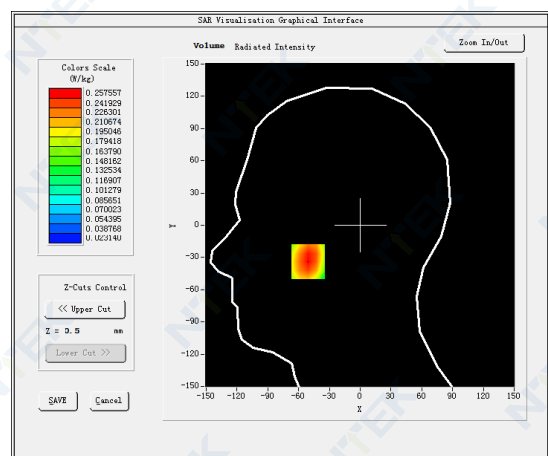 SAR Visualisation Graphical Interface
Volume Radiated Intensity
Zoom In/Out
Colors Scale
(W/kg)
0.257557
0.241929
0.226301
0.210674
0.195046
0.179418
0.163790
0.148162
0.132534
0.116907
0.101279
0.085651
0.070023
0.054395
0.038768
0.023140
Z-Cuts Control
<< Upper Cut
Z = 0.5 mm
Lower Cut >>
SAVE Cancel
150
90
60
30
0
-30
-60
-90
-120
-150
Y
-150 -120 -90 -60 -30 0 30 60 90 120 150
X
NTEK